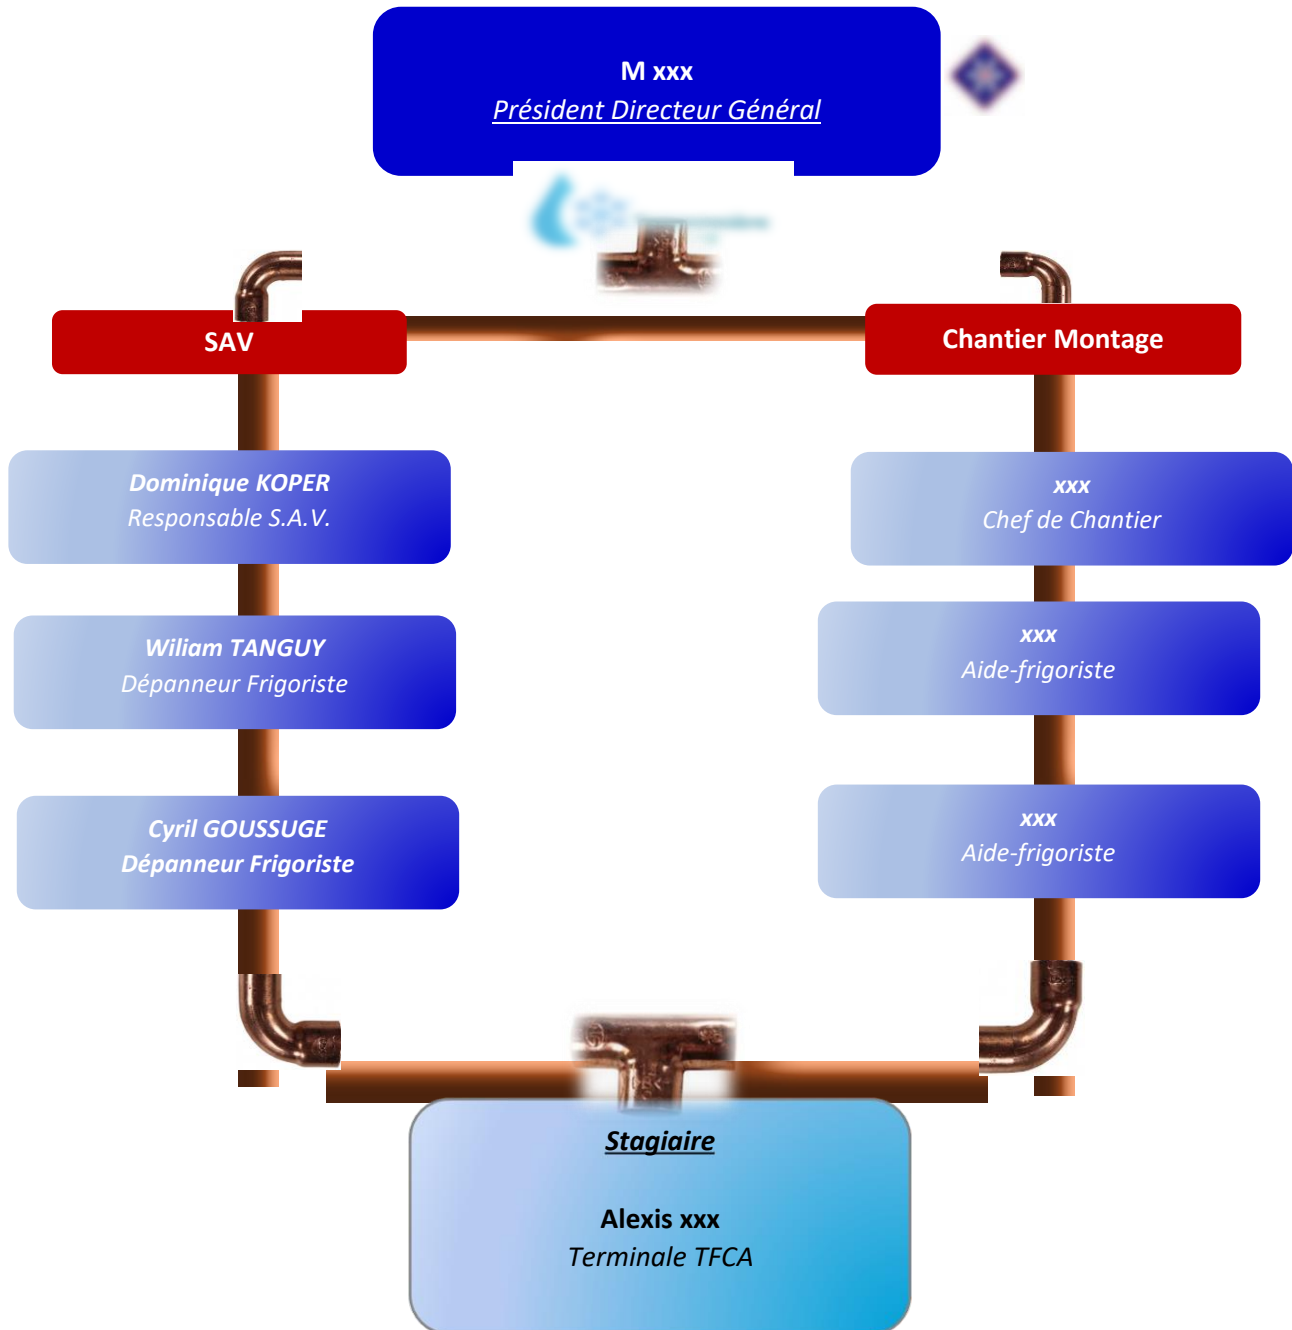 M xxx
Président Directeur Général
SAV
Chantier Montage
Dominique KOPER
Responsable S.A.V.
xxx
Chef de Chantier
Wiliam TANGUY
Dépanneur Frigoriste
xxx
Aide-frigoriste
Cyril GOUSSUGE
Dépanneur Frigoriste
xxx
Aide-frigoriste
Stagiaire
Alexis xxx
Terminale TFCA